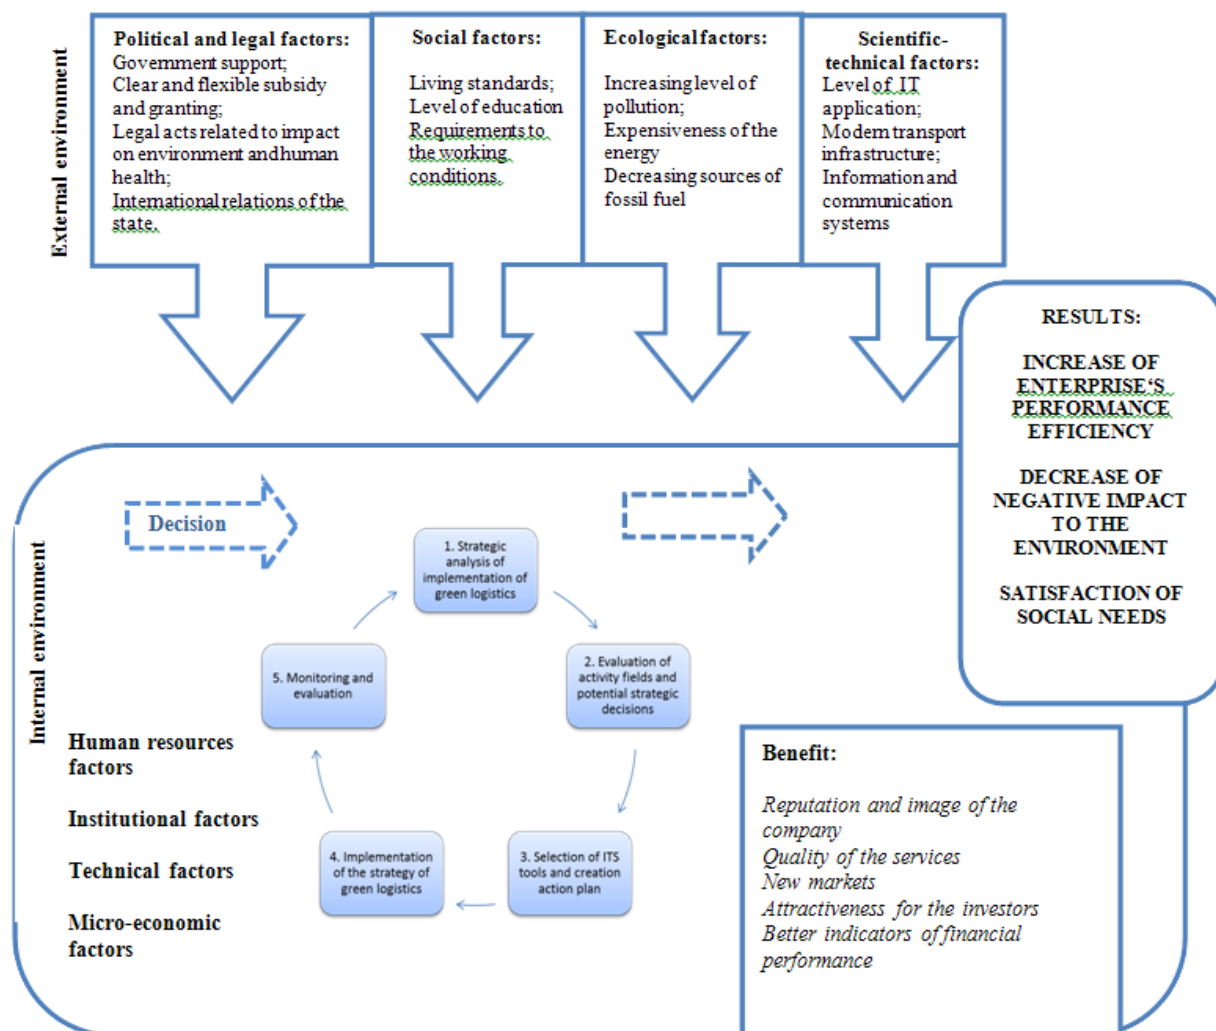 External environment
Political and legal factors:
Government support;
Clear and flexible subsidy
and granting;
Legal acts related to impact
on environment and human
health;
International relations of the
state.
Social factors:
Living standards;
Level of education
Requirements to
the working
conditions.
Ecological factors:
Increasing level of
pollution;
Expensiveness of the
energy
Decreasing sources of
fossil fuel
Scientific-
technical factors:
Level of IT
application;
Modern transport
infrastructure;
Information and
communication
systems
RESULTS:
INCREASE OF
ENTERPRISE‘S
PERFORMANCE
EFFICIENCY
DECREASE OF
NEGATIVE IMPACT
TO THE
ENVIRONMENT
SATISFACTION OF
SOCIAL NEEDS
Internal environment
Decision
1. Strategic
analysis of
implementation of
green logistics
2. Evaluation of
activity fields and
potential strategic
decisions
3. Selection of ITS
tools and creation
action plan
4. Implementation
of the strategy of
green logistics
5. Monitoring and
evaluation
Human resources
factors
Institutional factors
Technical factors
Micro-economic
factors
Benefit:
Reputation and image of the
company
Quality of the services
New markets
Attractiveness for the investors
Better indicators of financial
performance